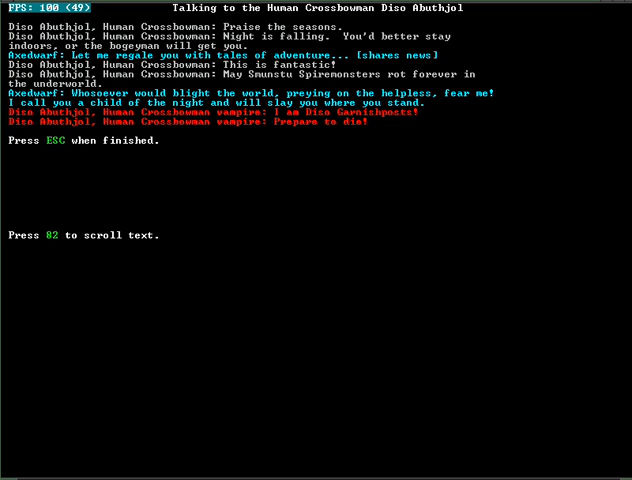 FPS: 100 (49)
Talking to the Human Crossbowman Diso Abuthjol
Diso Abuthjol, Human Crossbowman: Praise the seasons.
Diso Abuthjol, Human Crossbowman: Night is falling.  You'd better stay
indoors, or the bogeyman will get you.
Axedwarf: Let me regale you with tales of adventure... [shares news]
Diso Abuthjol, Human Crossbowman: This is fantastic!
Diso Abuthjol, Human Crossbowman: May Smunstu Spiremonsters rot forever in
the underworld.
Axedwarf: Whosoever would blight the world, preying on the helpless, fear me!
I call you a child of the night and will slay you where you stand.
Diso Abuthjol, Human Crossbowman vampire: I am Diso Garnishposts!
Diso Abuthjol, Human Crossbowman vampire: Prepare to die!
Press ESC when finished.
Press 82 to scroll text.